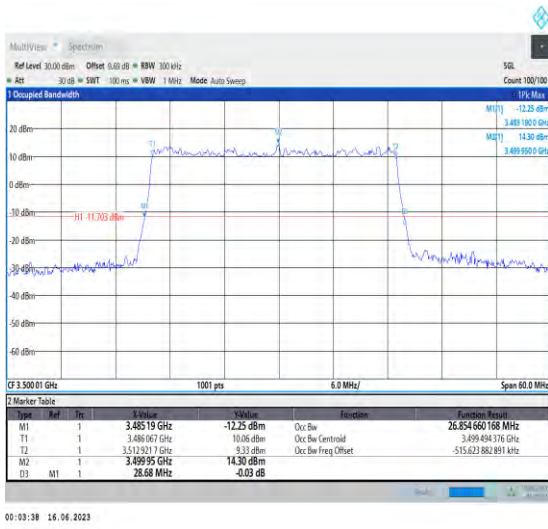 MultiView Spectrum
Ref Level 30.00 dBm Offset 6.69 dB RBW 300 kHz SGL
Att 30 dB SWT 100 ms VBW 1 MHz Mode Auto Sweep Count 100/100
1 Occupied Bandwidth 1Pk Max
M1[1] -12.25 dBm
3.485 190 0 GHz
M2[1] 14.30 dBm
3.499 950 0 GHz
20 dBm
T1 M2 T2
10 dBm
0 dBm
-10 dBm M1
H1 -11.703 dBm
-20 dBm
-30 dBm
-40 dBm
-50 dBm
-60 dBm
CF 3.500 01 GHz 1001 pts 6.0 MHz/ Span 60.0 MHz
2 Marker Table
Type Ref Trc X-Value Y-Value Function Function Result
M1 1 3.485 19 GHz -12.25 dBm Occ Bw 26.854 660 168 MHz
T1 1 3.486 067 GHz 10.06 dBm Occ Bw Centroid 3.499 494 376 GHz
T2 1 3.512 921 7 GHz 9.33 dBm Occ Bw Freq Offset -515.623 882 891 kHz
M2 1 3.499 95 GHz 14.30 dBm
D3 M1 1 28.68 MHz -0.03 dB
00:03:38 16.06.2023